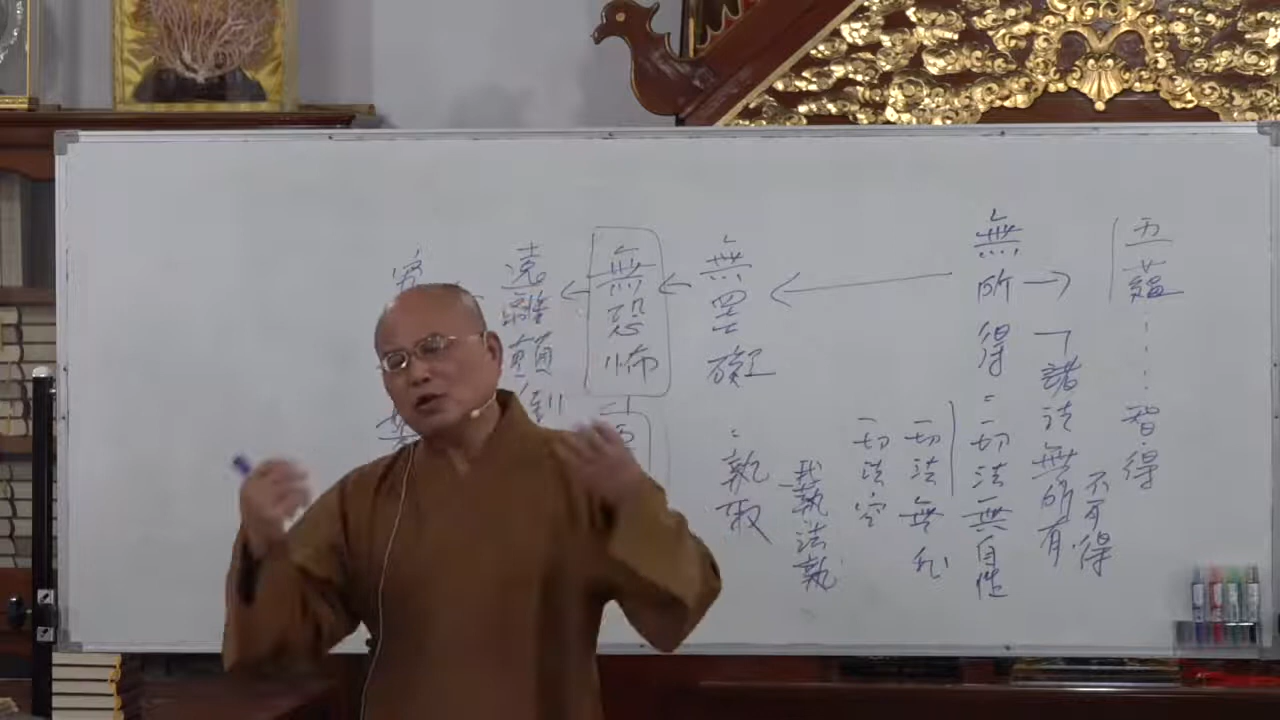 五蘊……智.得
無所得：一切法無自性
「諸法無所有
不可得
一切法無
一切法空
無罣礙：執取
我執法執
無恐怖
遠離顛倒
究